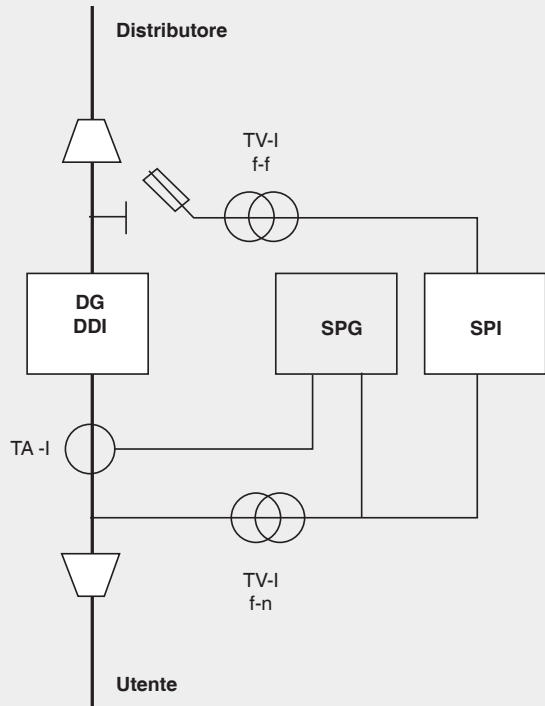 Distributore
TV-I
f-f
DG
DDI
SPG
SPI
TA -I
TV-I
f-n
Utente